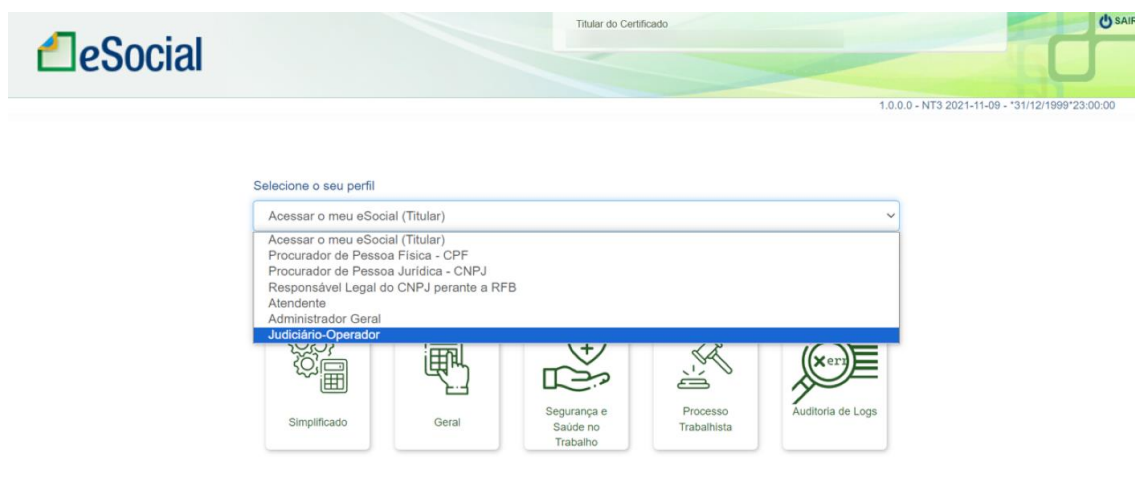 Titular do Certificado
SAIR
eSocial
1.0.0.0 - NT3 2021-11-09 - *31/12/1999*23:00:00
Selecione o seu perfil
Acessar o meu eSocial (Titular)
Acessar o meu eSocial (Titular)
Procurador de Pessoa Física - CPF
Procurador de Pessoa Jurídica - CNPJ
Responsável Legal do CNPJ perante a RFB
Atendente
Administrador Geral
Judiciário-Operador
Simplificado
Geral
Segurança e
Saúde no
Trabalho
Processo
Trabalhista
xerr
Auditoria de Logs